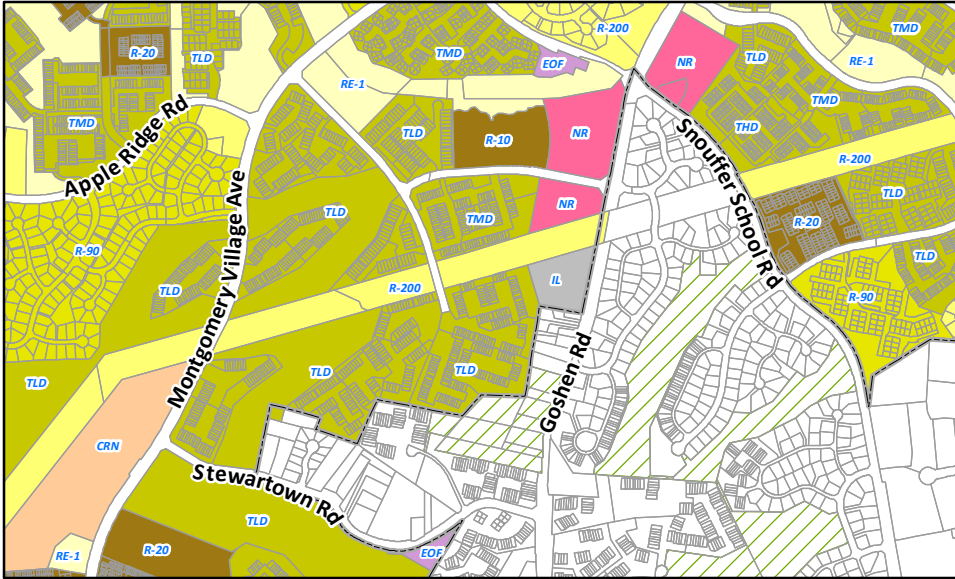 R-200
R-20
TLD
TMD
EOF
NR
TLD
RE-1
TMD
RE-1
TMD
TMD
TLD
R-10
NR
THD
Apple Ridge Rd
Snouffer School Rd
R-200
TLD
NR
TLD
TMD
R-20
Montgomery Village Ave
R-90
TLD
IL
R-200
TLD
R-90
Goshen Rd
TLD
TLD
TLD
CRN
Stewartown Rd
TLD
RE-1
R-20
EOF